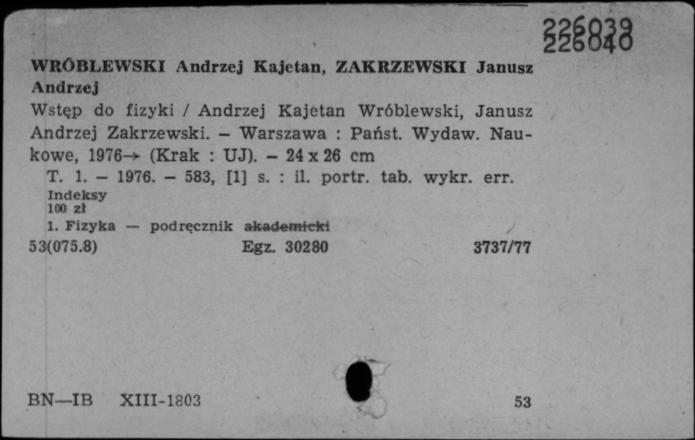 226039
226040
WRÓBLEWSKI Andrzej Kajetan, ZAKRZEWSKI Janusz
Andrzej
Wstęp do fizyki / Andrzej Kajetan Wróblewski, Janusz
Andrzej Zakrzewski. — Warszawa : Państ. Wydaw. Nau-
kowe, 1976→ (Krak : UJ). — 24 x 26 cm
T. 1. — 1976. — 583, [1] s. : il. portr. tab. wykr. err.
Indeksy
100 zł
1. Fizyka — podręcznik akademicki
53(075.8) Egz. 30280 3737/77
BN—IB XIII-1803 53